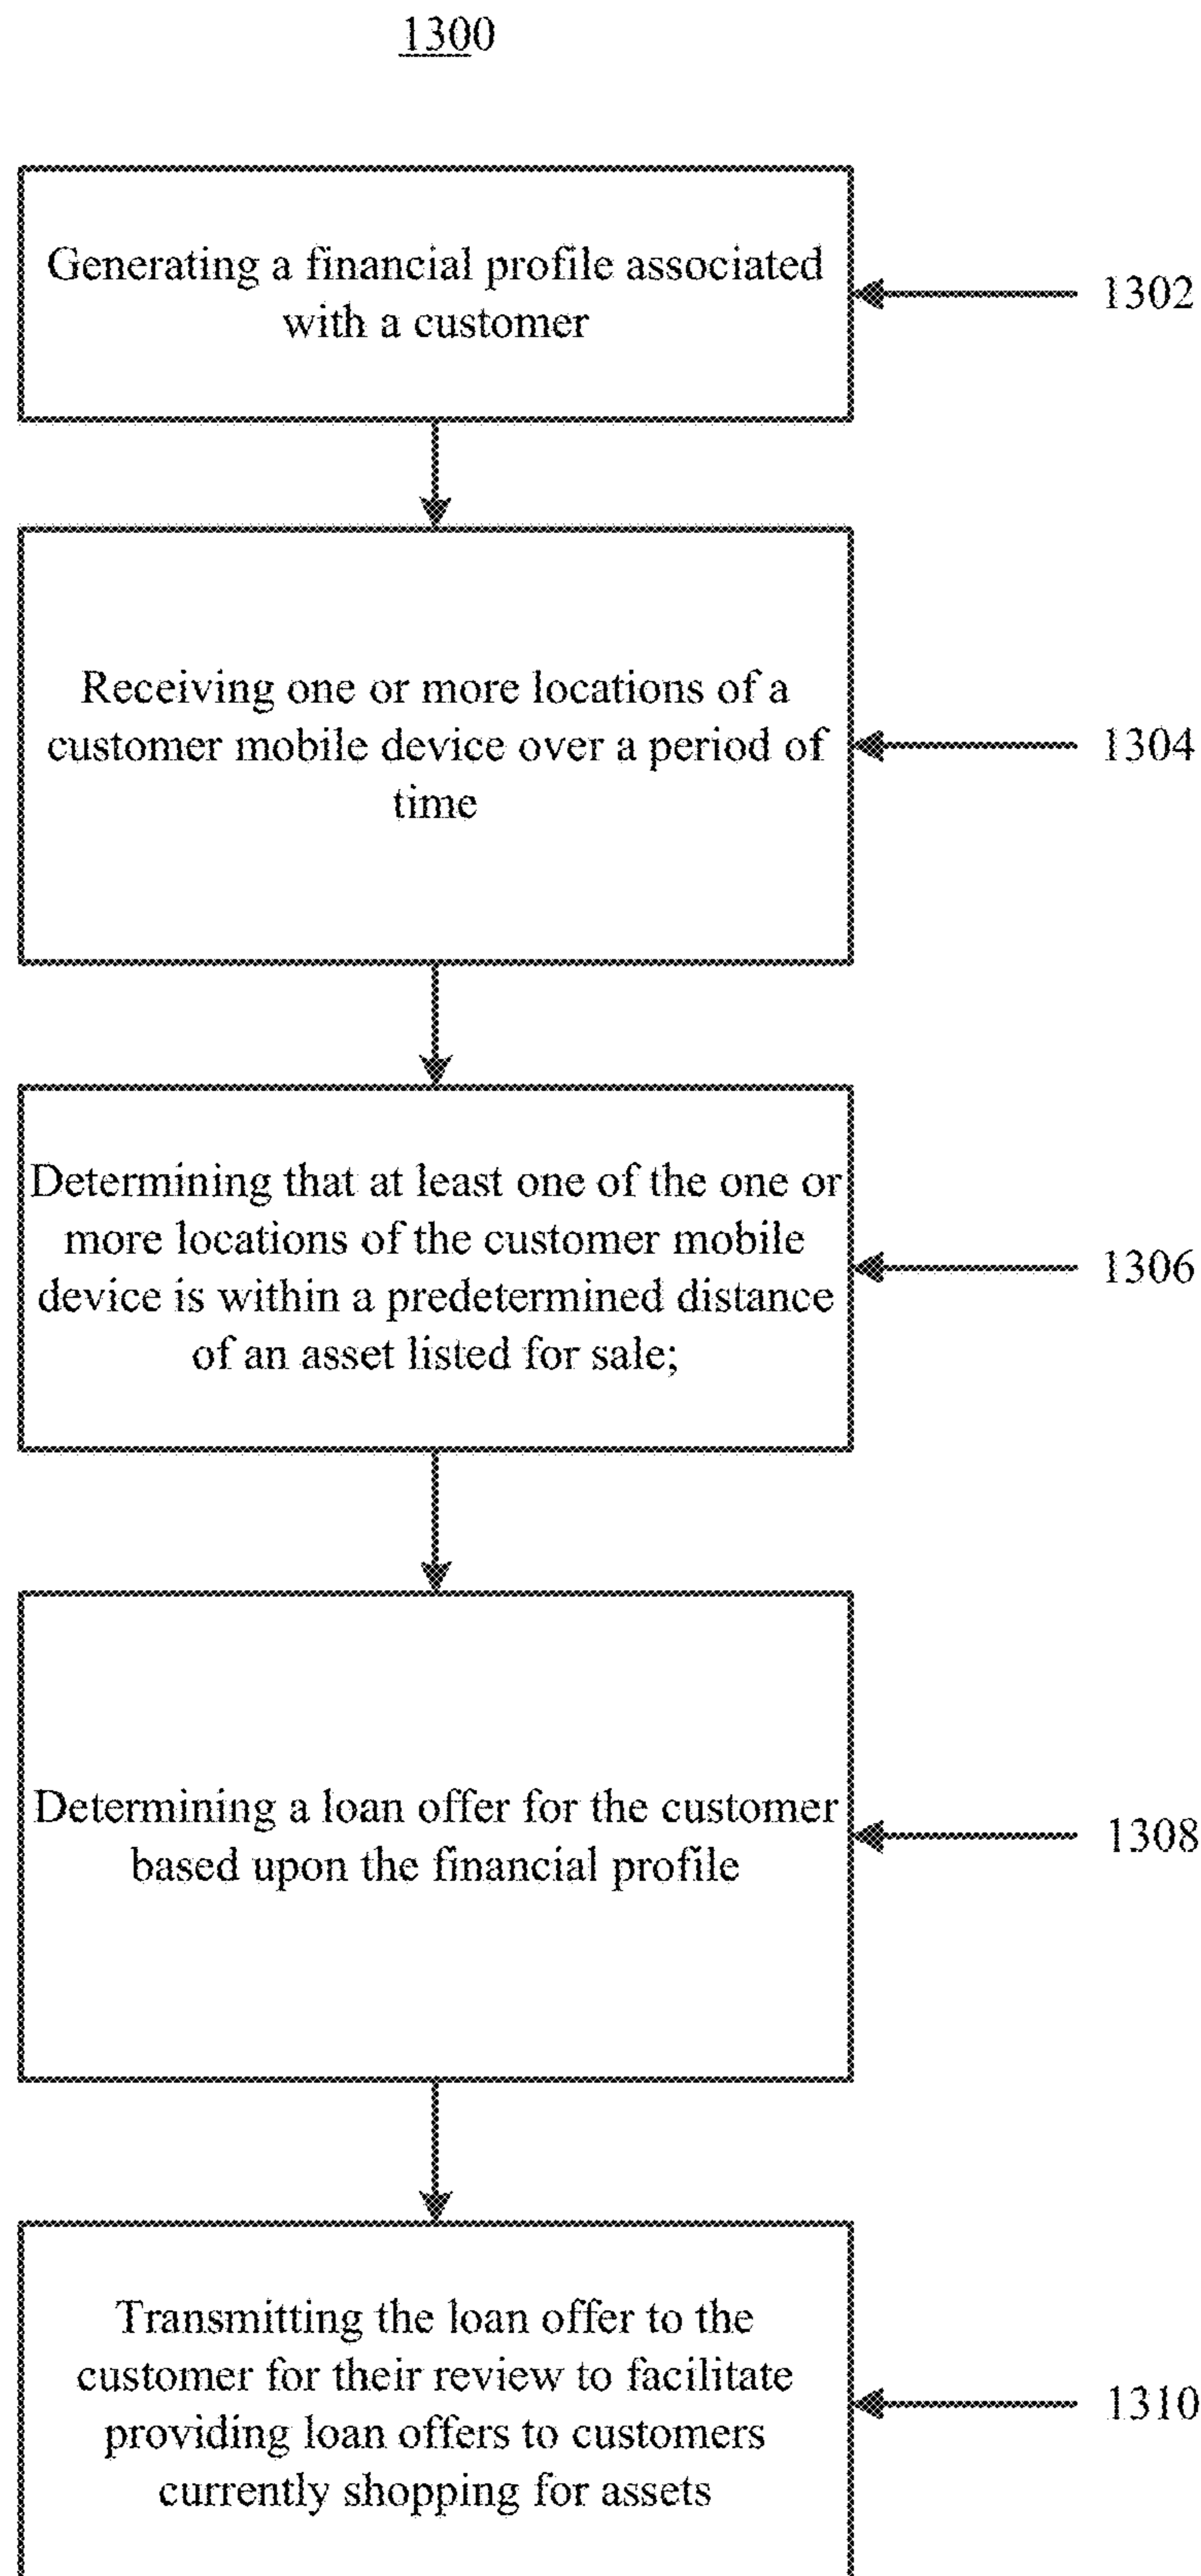 1300
Generating a financial profile associated
with a customer
1302
Receiving one or more locations of a
customer mobile device over a period of
time
1304
Determining that at least one of the one or
more locations of the customer mobile
device is within a predetermined distance
of an asset listed for sale;
1306
Determining a loan offer for the customer
based upon the financial profile
1308
Transmitting the loan offer to the
customer for their review to facilitate
providing loan offers to customers
currently shopping for assets
1310